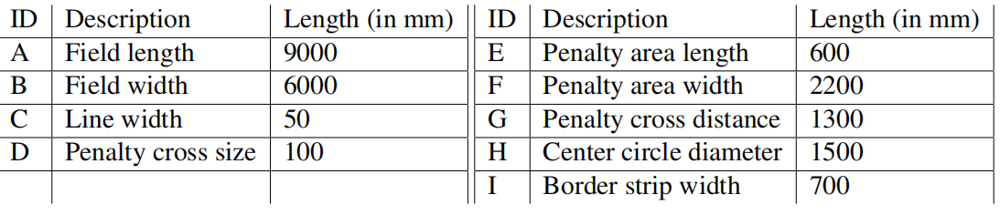 ID Description Length (in mm) ID Description Length (in mm)
A Field length 9000 E Penalty area length 600
B Field width 6000 F Penalty area width 2200
C Line width 50 G Penalty cross distance 1300
D Penalty cross size 100 H Center circle diameter 1500
I Border strip width 700